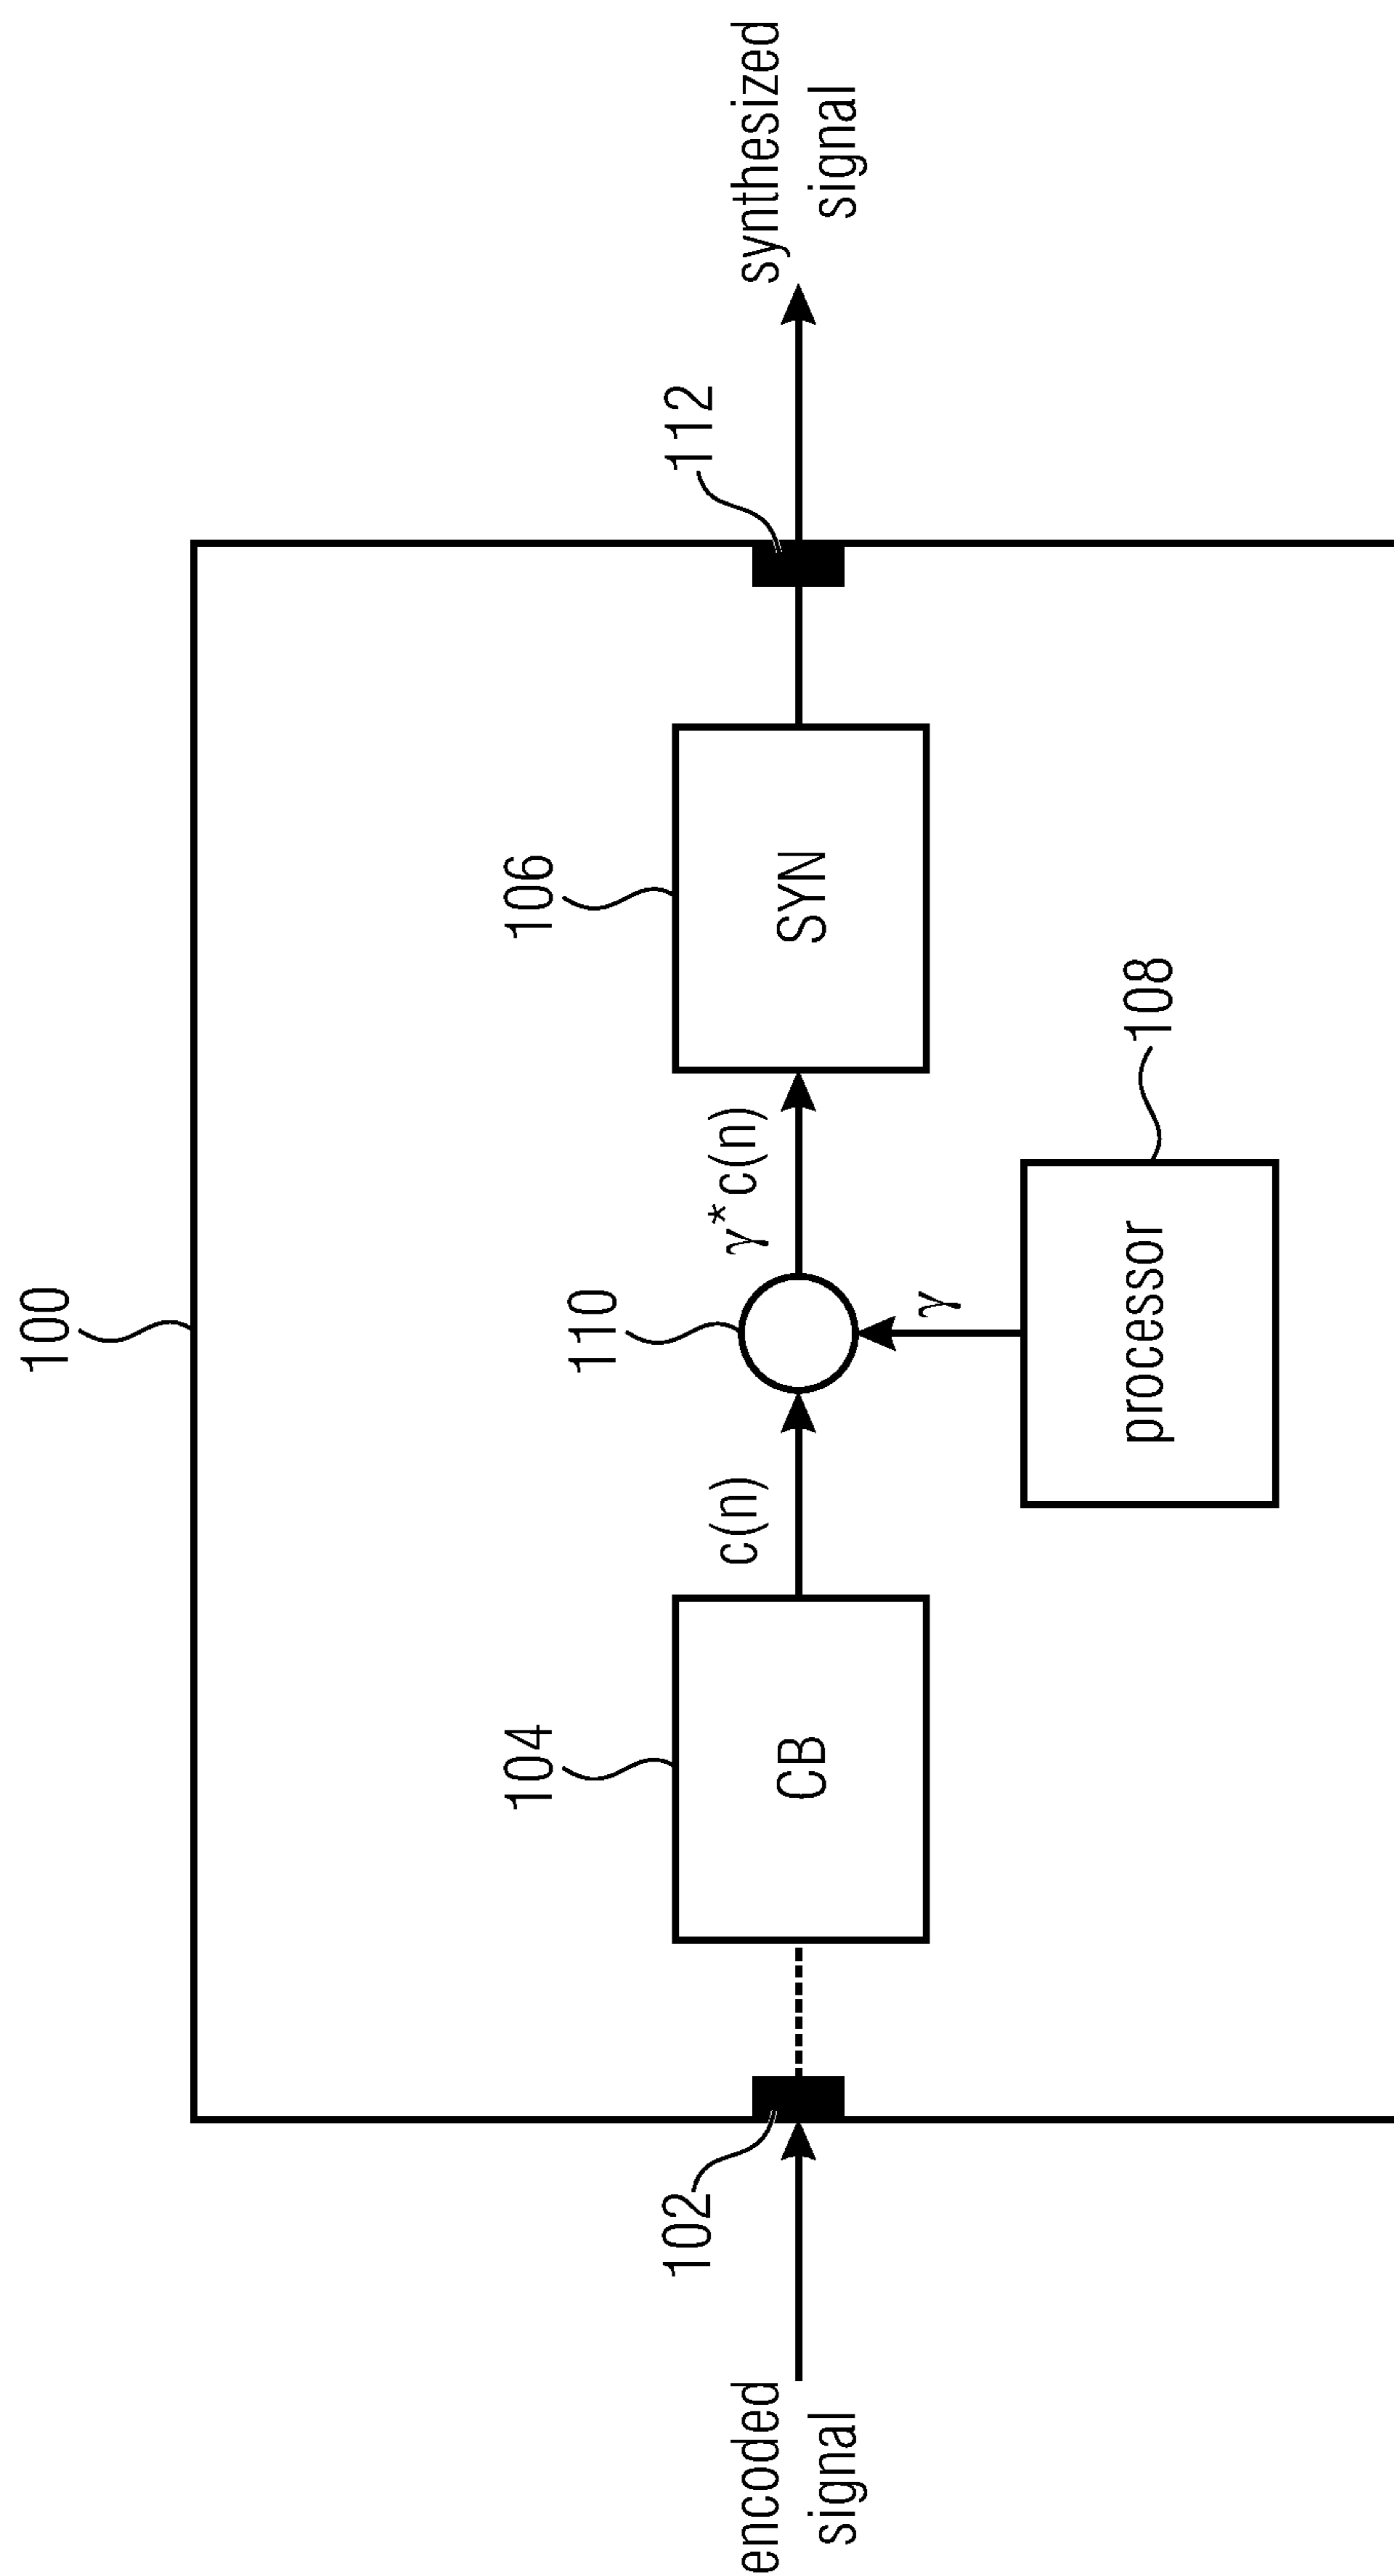 100
encoded
signal
102
104
CB
c(n)
110
γ
γ*c(n)
processor
108
106
SYN
112
synthesized
signal